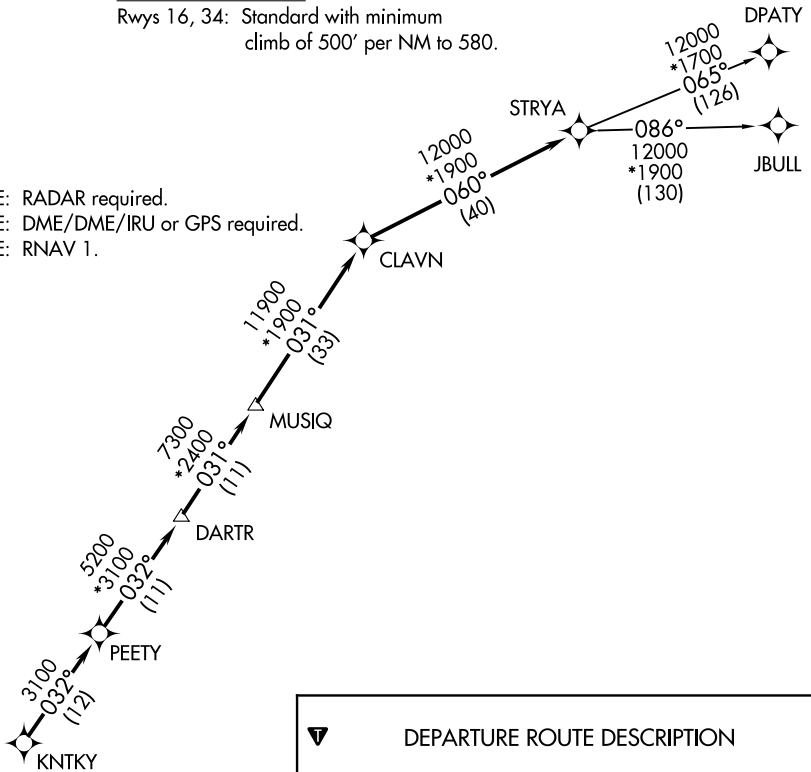 Rwys 16, 34: Standard with minimum
climb of 500' per NM to 580.
DPATY
12000
*1700
065°
(126)
STRYA
086°
12000
*1900
(130)
JBULL
12000
*1900
060°
(40)
E: RADAR required.
E: DME/DME/IRU or GPS required.
E: RNAV 1.
CLAVN
11900
*1900
031°
(33)
MUSIQ
7300
*2400
031°
(11)
DARTR
5200
*3100
032°
(11)
PEETY
3100
032°
(12)
KNTKY
T DEPARTURE ROUTE DESCRIPTION